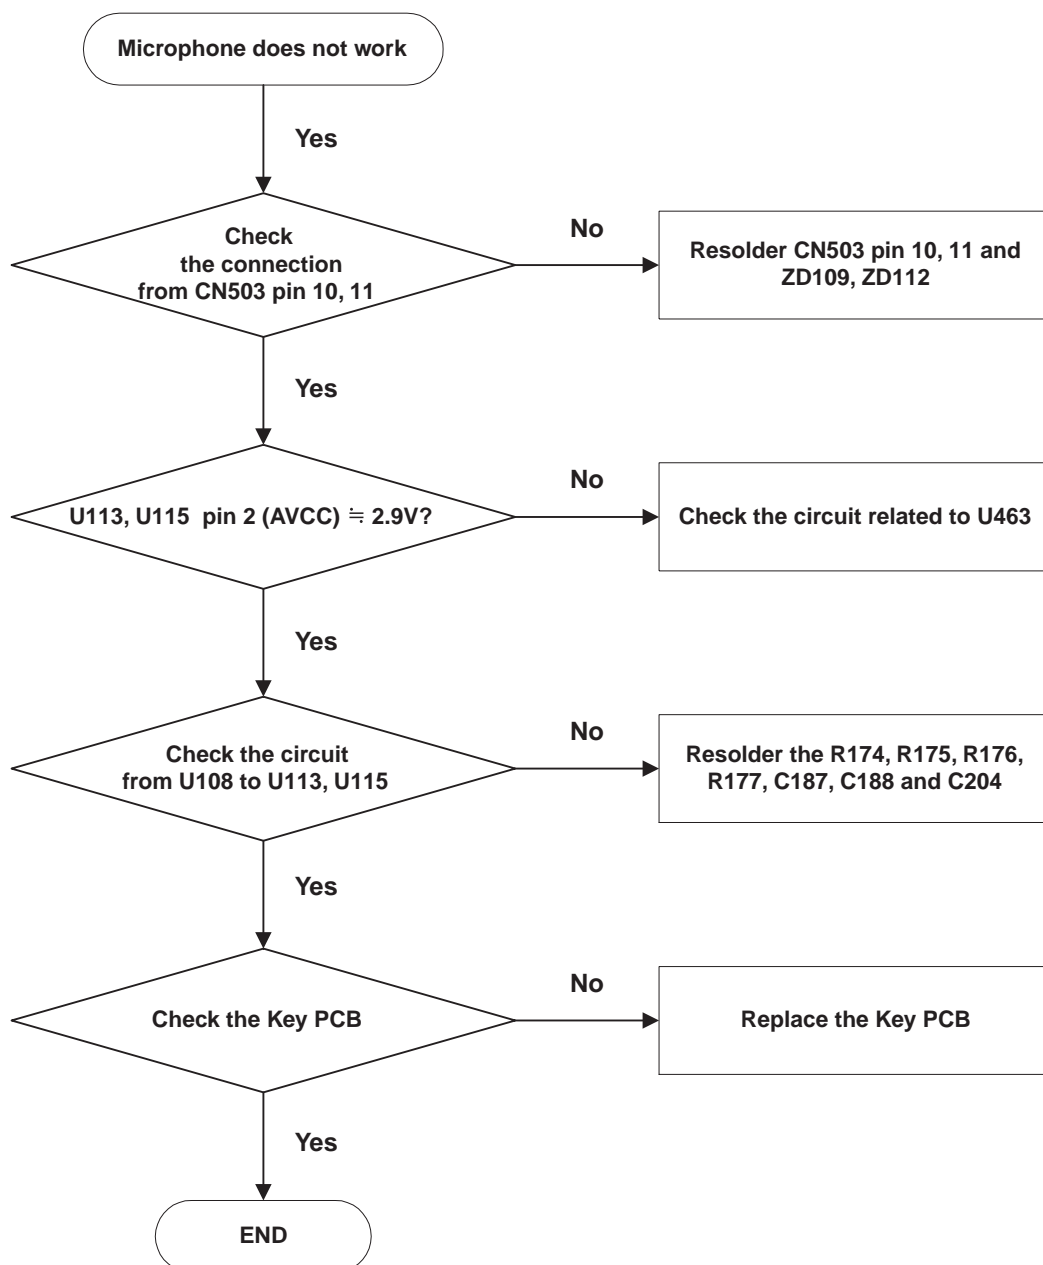 Microphone does not work
Yes
Check
the connection
from CN503 pin 10, 11
No
Resolder CN503 pin 10, 11 and
ZD109, ZD112
Yes
U113, U115  pin 2 (AVCC) ≒ 2.9V?
No
Check the circuit related to U463
Yes
Check the circuit
from U108 to U113, U115
No
Resolder the R174, R175, R176,
R177, C187, C188 and C204
Yes
Check the Key PCB
No
Replace the Key PCB
Yes
END